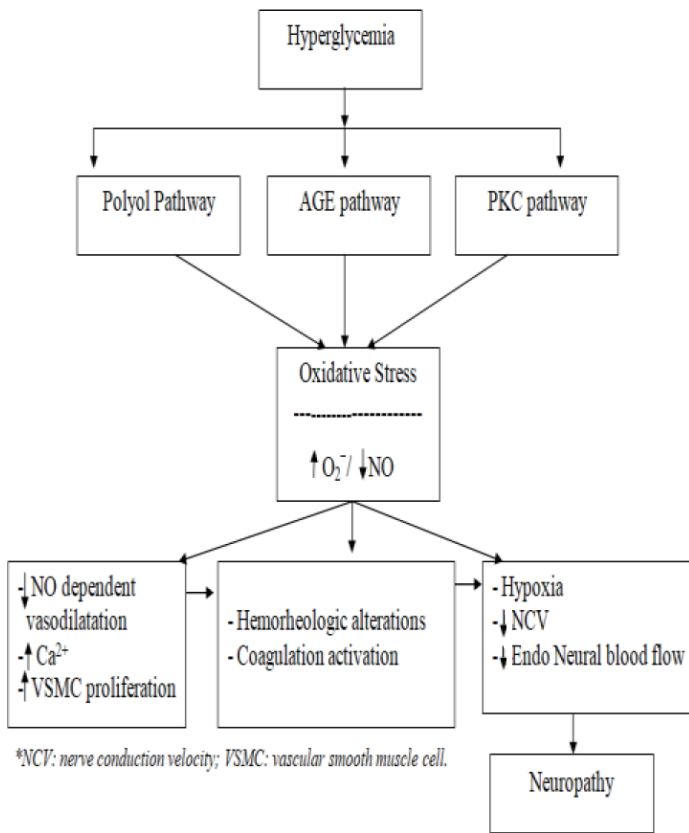 Hyperglycemia
Polyol Pathway
AGE pathway
PKC pathway
Oxidative Stress
↑O₂⁻/ ↓NO
-↓NO dependent
vasodilatation
-↑Ca²⁺
-↑VSMC proliferation
- Hemorheologic alterations
- Coagulation activation
- Hypoxia
-↓NCV
-↓Endo Neural blood flow
*NCV: nerve conduction velocity; VSMC: vascular smooth muscle cell.
Neuropathy